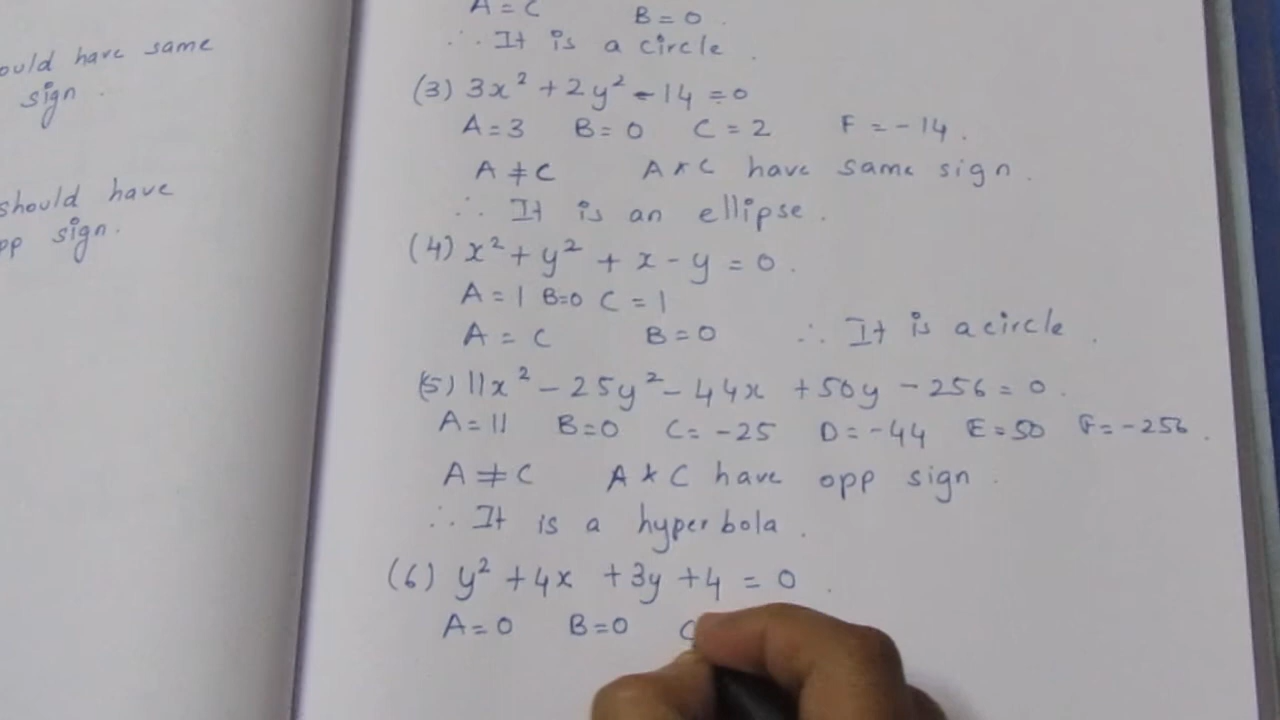 ould have same
sign.
should have
pp sign.
A = C B = 0.
∴ It is a circle
(3) 3x² + 2y² - 14 = 0
A = 3 B = 0 C = 2 F = -14.
A ≠ C A & C have same sign.
∴ It is an ellipse.
(4) x² + y² + x - y = 0.
A = 1 B=0 C = 1
A = C B = 0 ∴ It is a circle.
(5) 11x² - 25y² - 44x + 50y - 256 = 0.
A = 11 B = 0 C = -25 D = -44 E = 50 F = -256.
A ≠ C A & C have opp sign.
∴ It is a hyperbola.
(6) y² + 4x + 3y + 4 = 0.
A = 0 B = 0 C